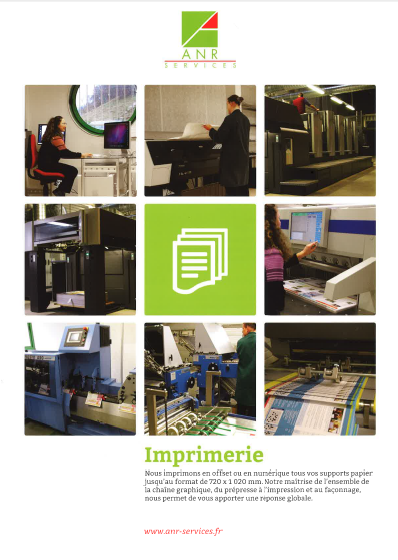 ANR
SERVICES
Imprimerie
Nous imprimons en offset ou en numérique tous vos supports papier
jusqu'au format de 720 x 1 020 mm. Notre maîtrise de l'ensemble de
la chaîne graphique, du prépresse à l'impression et au façonnage,
nous permet de vous apporter une réponse globale.
www.anr-services.fr